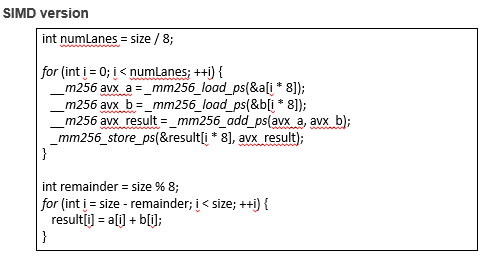 SIMD version
int numLanes = size / 8;
for (int i = 0; i < numLanes; ++i) {
__m256 avx_a = _mm256_load_ps(&a[i * 8]);
__m256 avx_b = _mm256_load_ps(&b[i * 8]);
__m256 avx_result = _mm256_add_ps(avx_a, avx_b);
_mm256_store_ps(&result[i * 8], avx_result);
}
int remainder = size % 8;
for (int i = size - remainder; i < size; ++i) {
result[i] = a[i] + b[i];
}